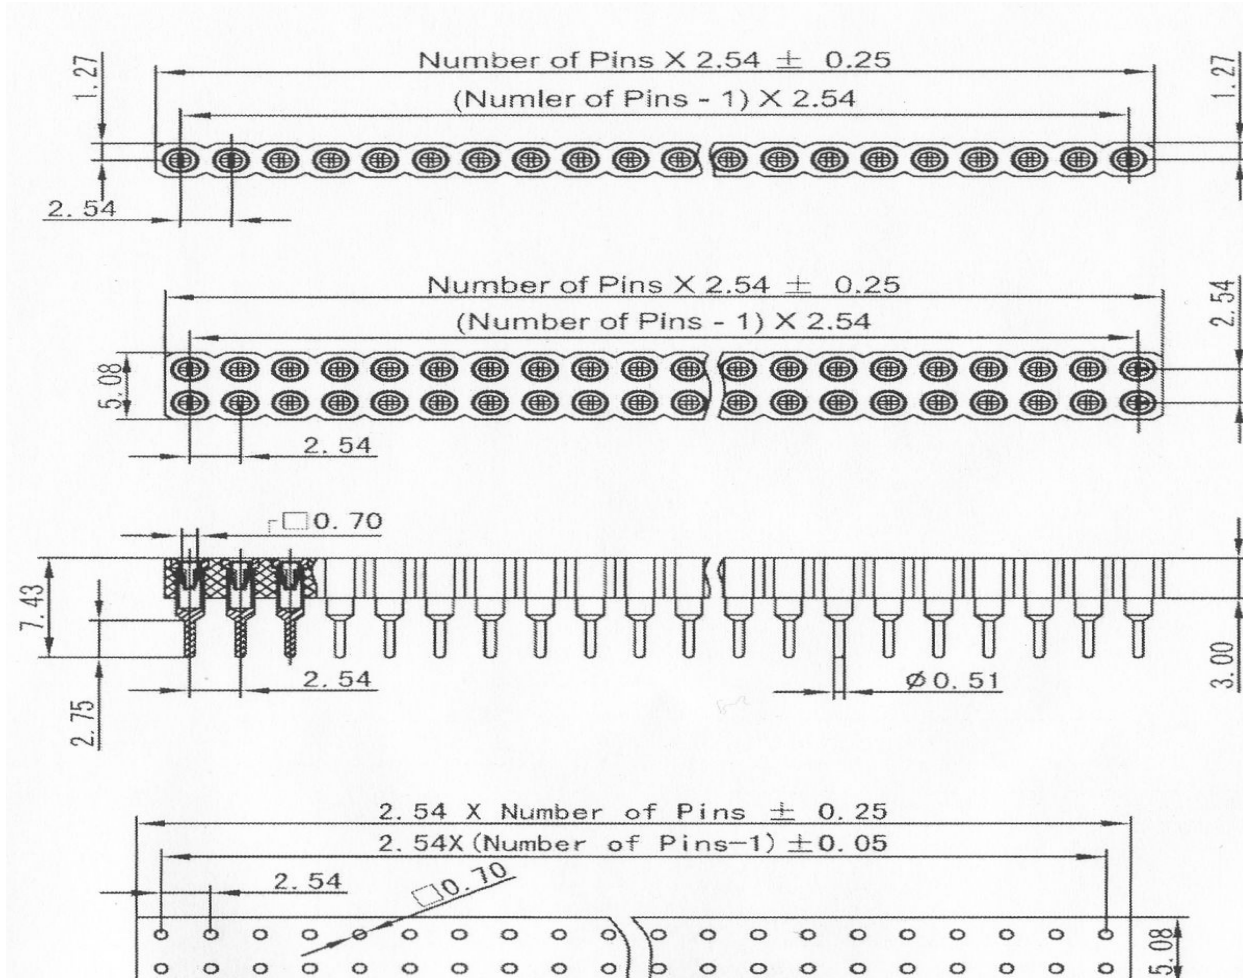 Number of Pins X 2.54 ± 0.25
1.27
1.27
(Numler of Pins - 1) X 2.54
2.54
Number of Pins X 2.54 ± 0.25
2.54
(Number of Pins - 1) X 2.54
5.08
2.54
□0.70
7.43
2.54
Ø0.51
3.00
2.75
2.54 X Number of Pins ± 0.25
2.54X(Number of Pins-1)±0.05
2.54
□0.70
5.08